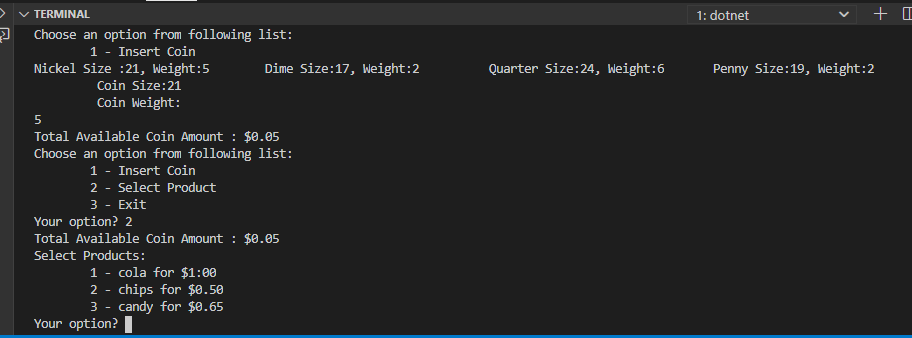 TERMINAL
1: dotnet
Choose an option from following list:
1 - Insert Coin
Nickel Size :21, Weight:5 Dime Size:17, Weight:2 Quarter Size:24, Weight:6 Penny Size:19, Weight:2
Coin Size:21
Coin Weight:
5
Total Available Coin Amount : $0.05
Choose an option from following list:
1 - Insert Coin
2 - Select Product
3 - Exit
Your option? 2
Total Available Coin Amount : $0.05
Select Products:
1 - cola for $1:00
2 - chips for $0.50
3 - candy for $0.65
Your option?